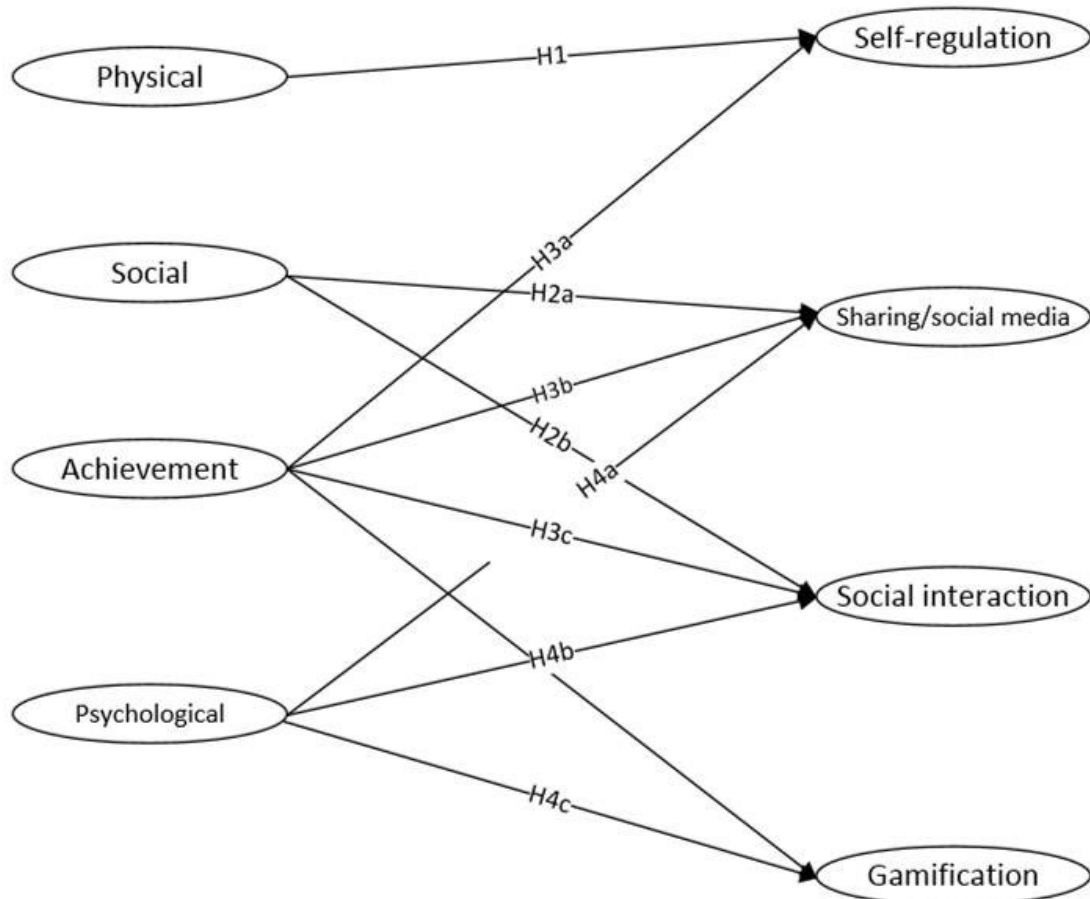 Physical
Self-regulation
H1
H3a
Social
H2a
Sharing/social media
H3b
H2b
Achievement
H4a
H3c
Social interaction
H4b
Psychological
H4c
Gamification